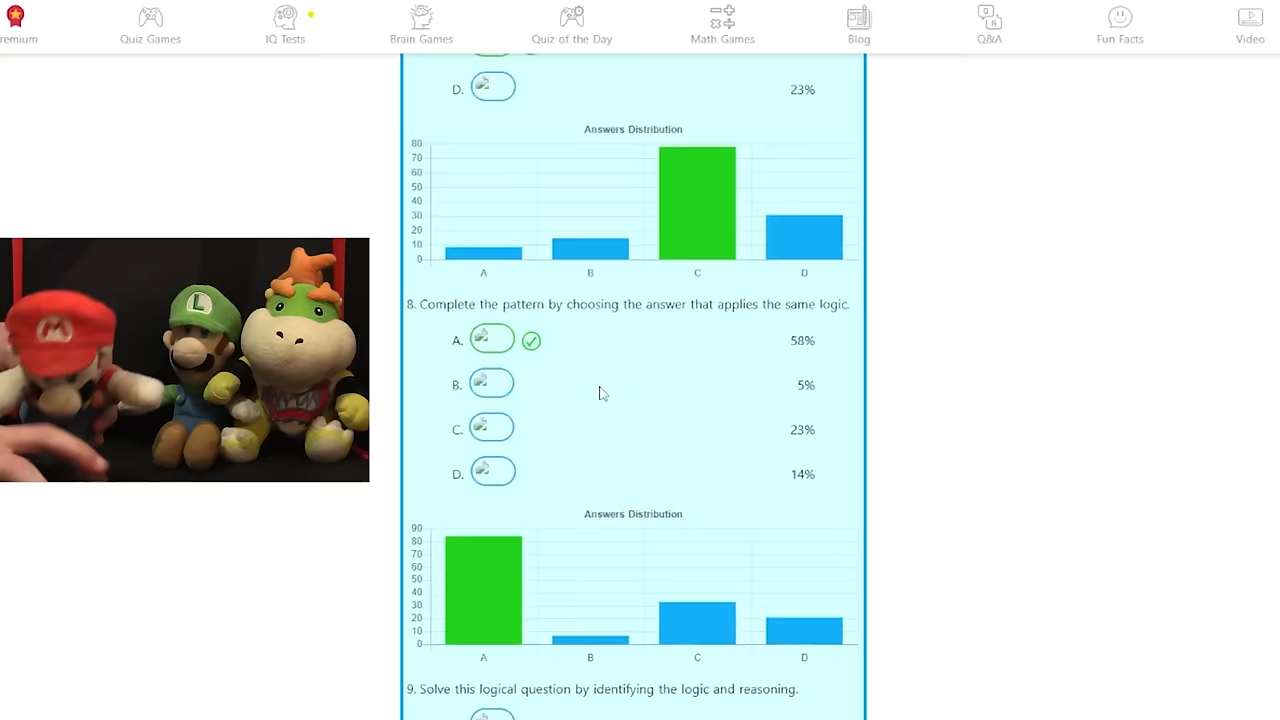 remium
Quiz Games
IQ Tests
Brain Games
Quiz of the Day
Math Games
Blog
Q&A
Fun Facts
Video
D. 23%
Answers Distribution
80
70
60
50
40
30
20
10
0
A B C D
8. Complete the pattern by choosing the answer that applies the same logic.
A. 58%
B. 5%
C. 23%
D. 14%
Answers Distribution
90
80
70
60
50
40
30
20
10
0
A B C D
9. Solve this logical question by identifying the logic and reasoning.
M
L